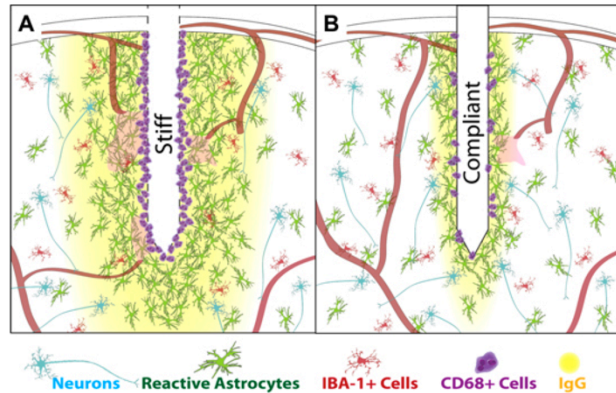 A
B
Stiff
Compliant
Neurons Reactive Astrocytes IBA-1+ Cells CD68+ Cells IgG